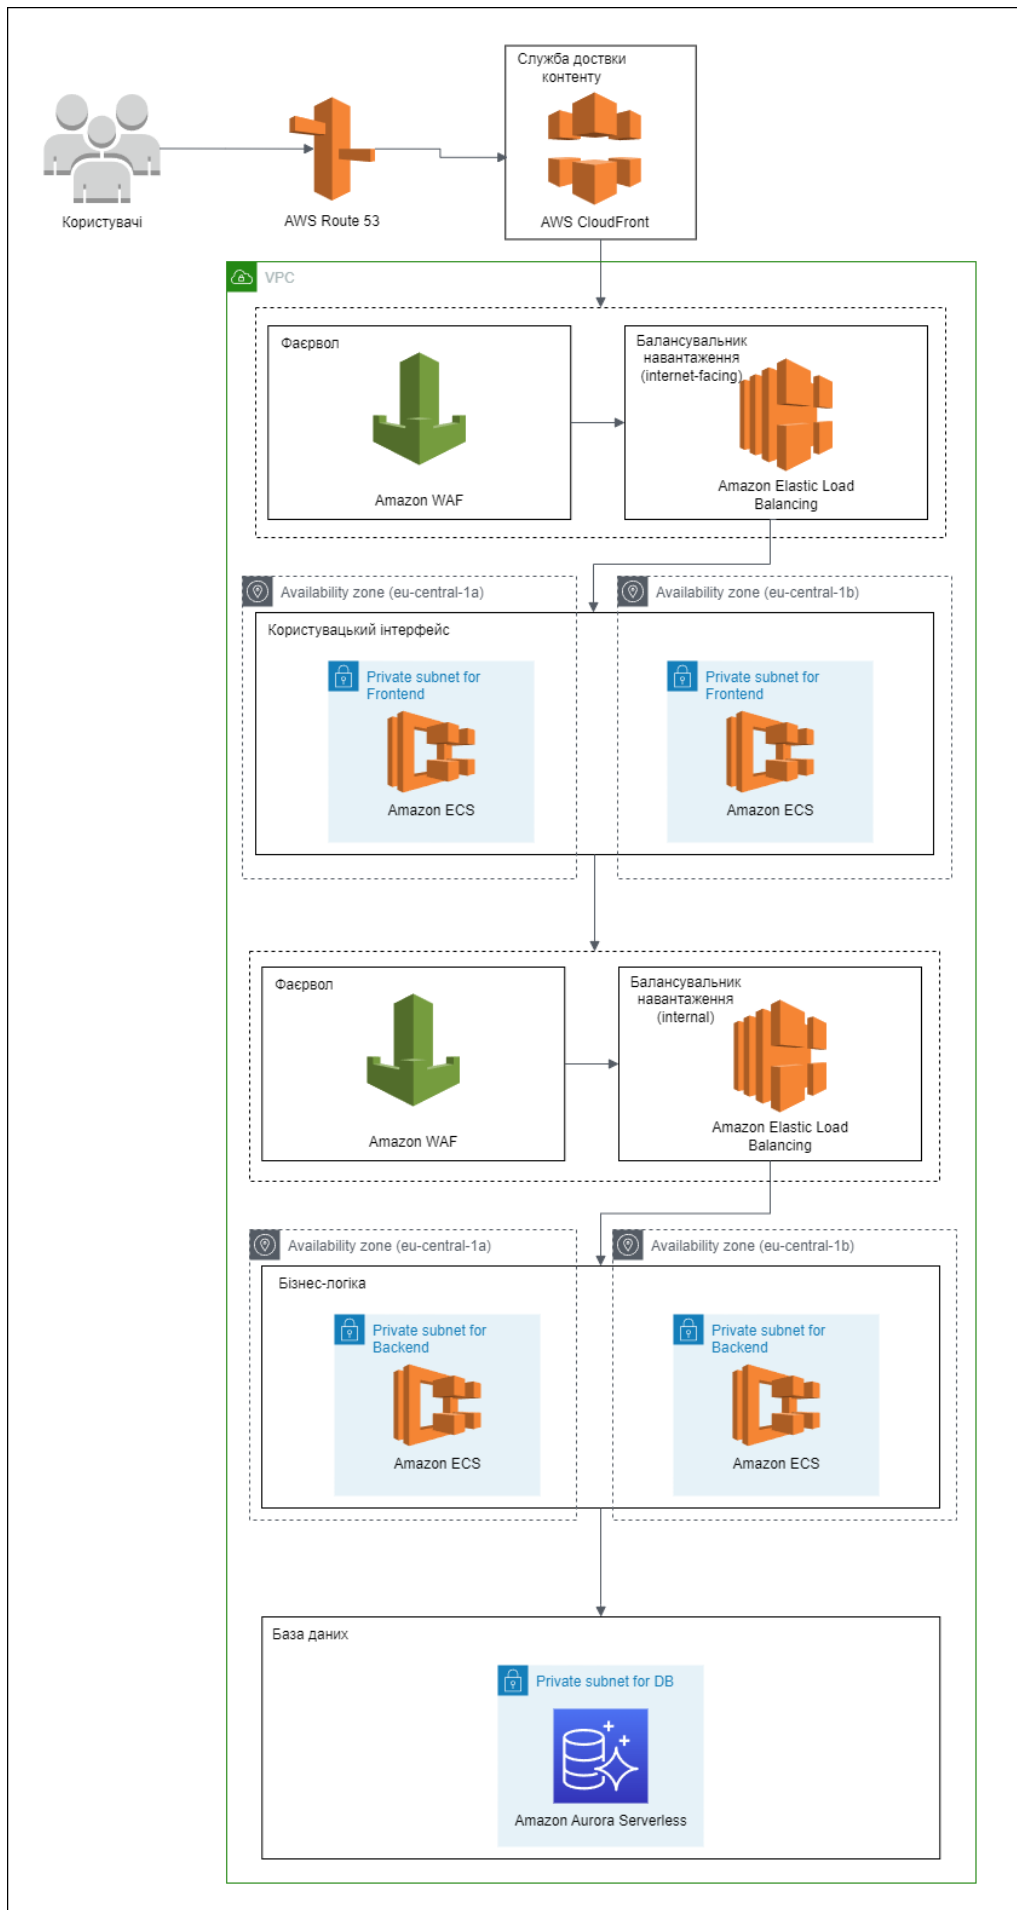 Служба доствки
контенту
Користувачі
AWS Route 53
AWS CloudFront
VPC
Фаєрвол
Amazon WAF
Балансувальник
навантаження
(internet-facing)
Amazon Elastic Load
Balancing
Availability zone (eu-central-1a)
Availability zone (eu-central-1b)
Користувацький інтерфейс
Private subnet for
Frontend
Amazon ECS
Private subnet for
Frontend
Amazon ECS
Фаєрвол
Amazon WAF
Балансувальник
навантаження
(internal)
Amazon Elastic Load
Balancing
Availability zone (eu-central-1a)
Availability zone (eu-central-1b)
Бізнес-логіка
Private subnet for
Backend
Amazon ECS
Private subnet for
Backend
Amazon ECS
База даних
Private subnet for DB
Amazon Aurora Serverless